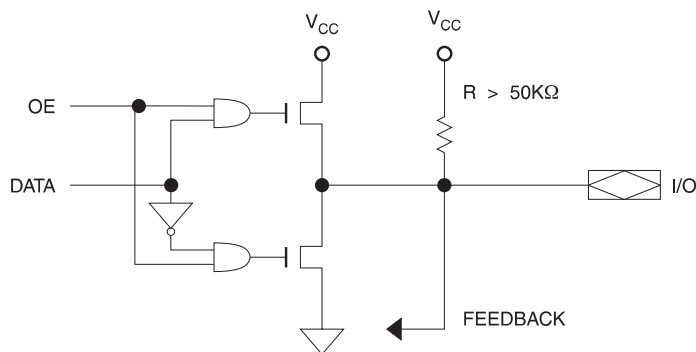 V_CC
V_CC
R > 50KΩ
OE
DATA
I/O
FEEDBACK